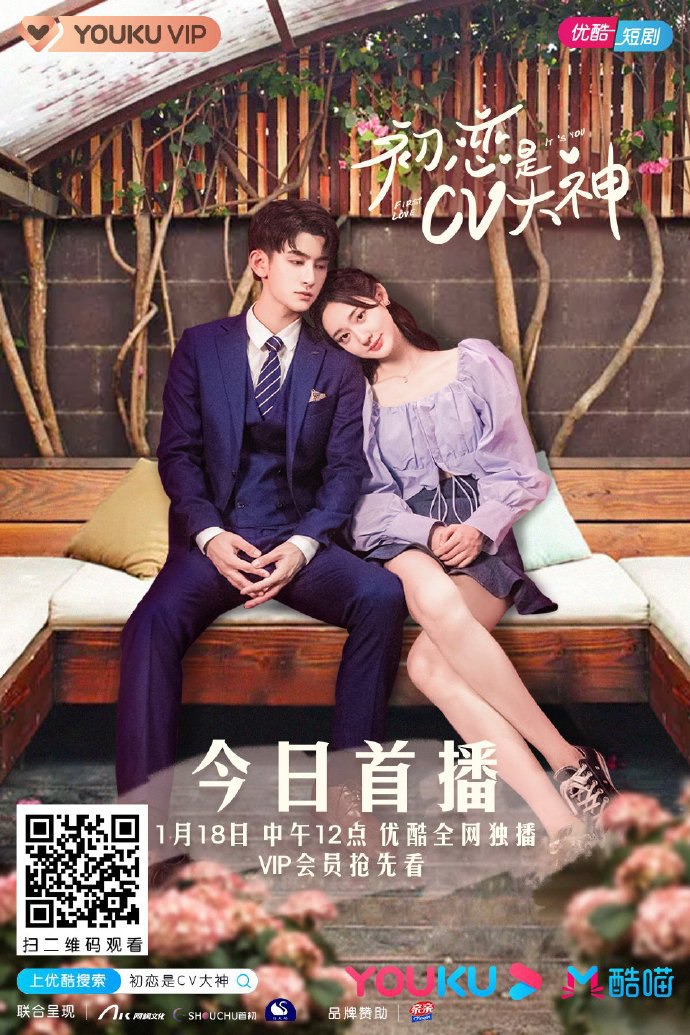 YOUKU VIP
优酷 短剧
初恋是
IT'S YOU
FIRST LOVE
CV大神
今日首播
1月18日 中午12点 优酷全网独播
VIP会员抢先看
扫二维码观看
上优酷搜索 初恋是CV大神
YOUKU 酷喵
联合呈现 SHOUCHU首初 品牌赞助 亲亲